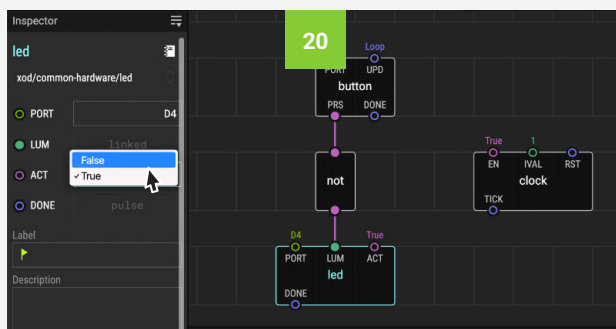 Inspector
led
xod/common-hardware/led
PORT
D4
LUM
linked
ACT
False
✓ True
DONE
pulse
Label
Description
20
Loop
PORT UPD
button
PRS DONE
not
D4 True
PORT LUM ACT
led
DONE
True 1
EN IVAL RST
clock
TICK